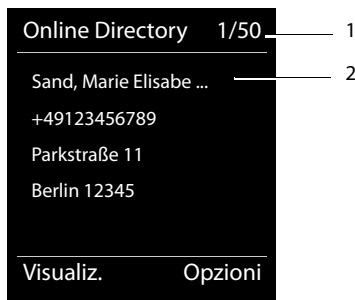 Online Directory 1/50 1
Sand, Marie Elisabe ... 2
+49123456789
Parkstraße 11
Berlin 12345
Visualiz. Opzioni